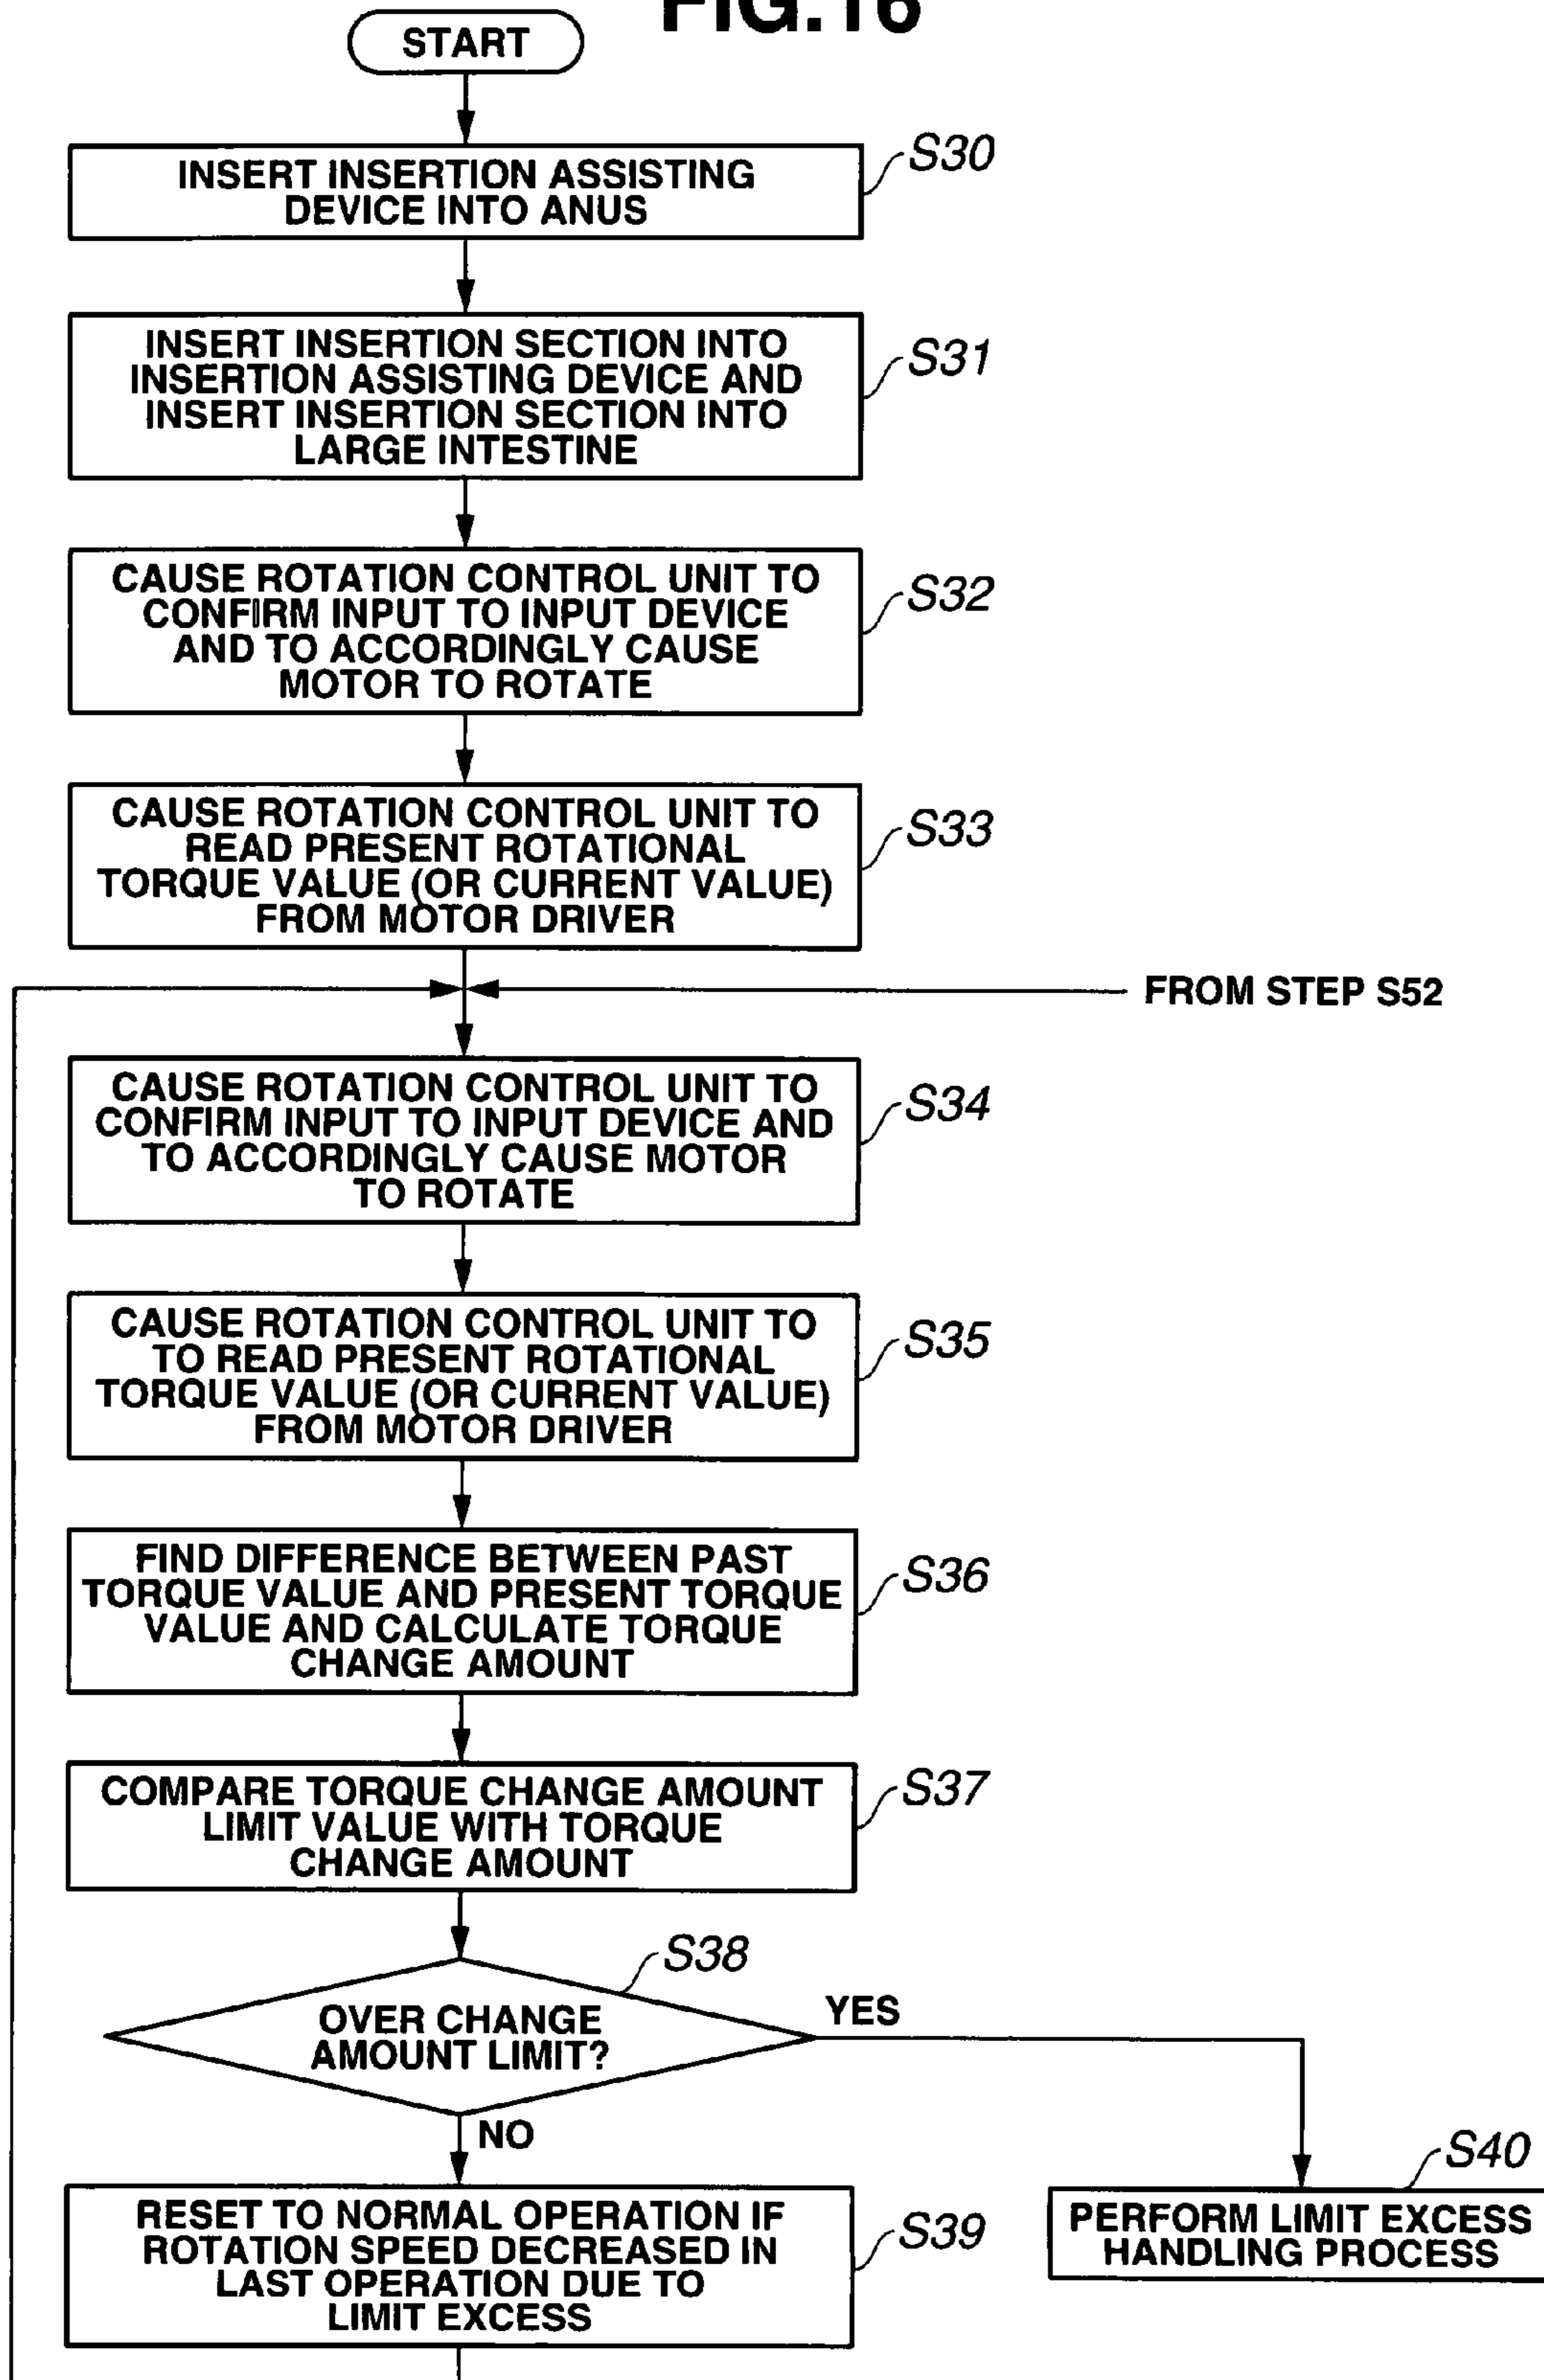 FIG.16
START
INSERT INSERTION ASSISTING
DEVICE INTO ANUS
S30
INSERT INSERTION SECTION INTO
INSERTION ASSISTING DEVICE AND
INSERT INSERTION SECTION INTO
LARGE INTESTINE
S31
CAUSE ROTATION CONTROL UNIT TO
CONFIRM INPUT TO INPUT DEVICE
AND TO ACCORDINGLY CAUSE
MOTOR TO ROTATE
S32
CAUSE ROTATION CONTROL UNIT TO
READ PRESENT ROTATIONAL
TORQUE VALUE (OR CURRENT VALUE)
FROM MOTOR DRIVER
S33
FROM STEP S52
CAUSE ROTATION CONTROL UNIT TO
CONFIRM INPUT TO INPUT DEVICE AND
TO ACCORDINGLY CAUSE MOTOR
TO ROTATE
S34
CAUSE ROTATION CONTROL UNIT TO
TO READ PRESENT ROTATIONAL
TORQUE VALUE (OR CURRENT VALUE)
FROM MOTOR DRIVER
S35
FIND DIFFERENCE BETWEEN PAST
TORQUE VALUE AND PRESENT TORQUE
VALUE AND CALCULATE TORQUE
CHANGE AMOUNT
S36
COMPARE TORQUE CHANGE AMOUNT
LIMIT VALUE WITH TORQUE
CHANGE AMOUNT
S37
OVER CHANGE
AMOUNT LIMIT?
S38
YES
NO
RESET TO NORMAL OPERATION IF
ROTATION SPEED DECREASED IN
LAST OPERATION DUE TO
LIMIT EXCESS
S39
PERFORM LIMIT EXCESS
HANDLING PROCESS
S40